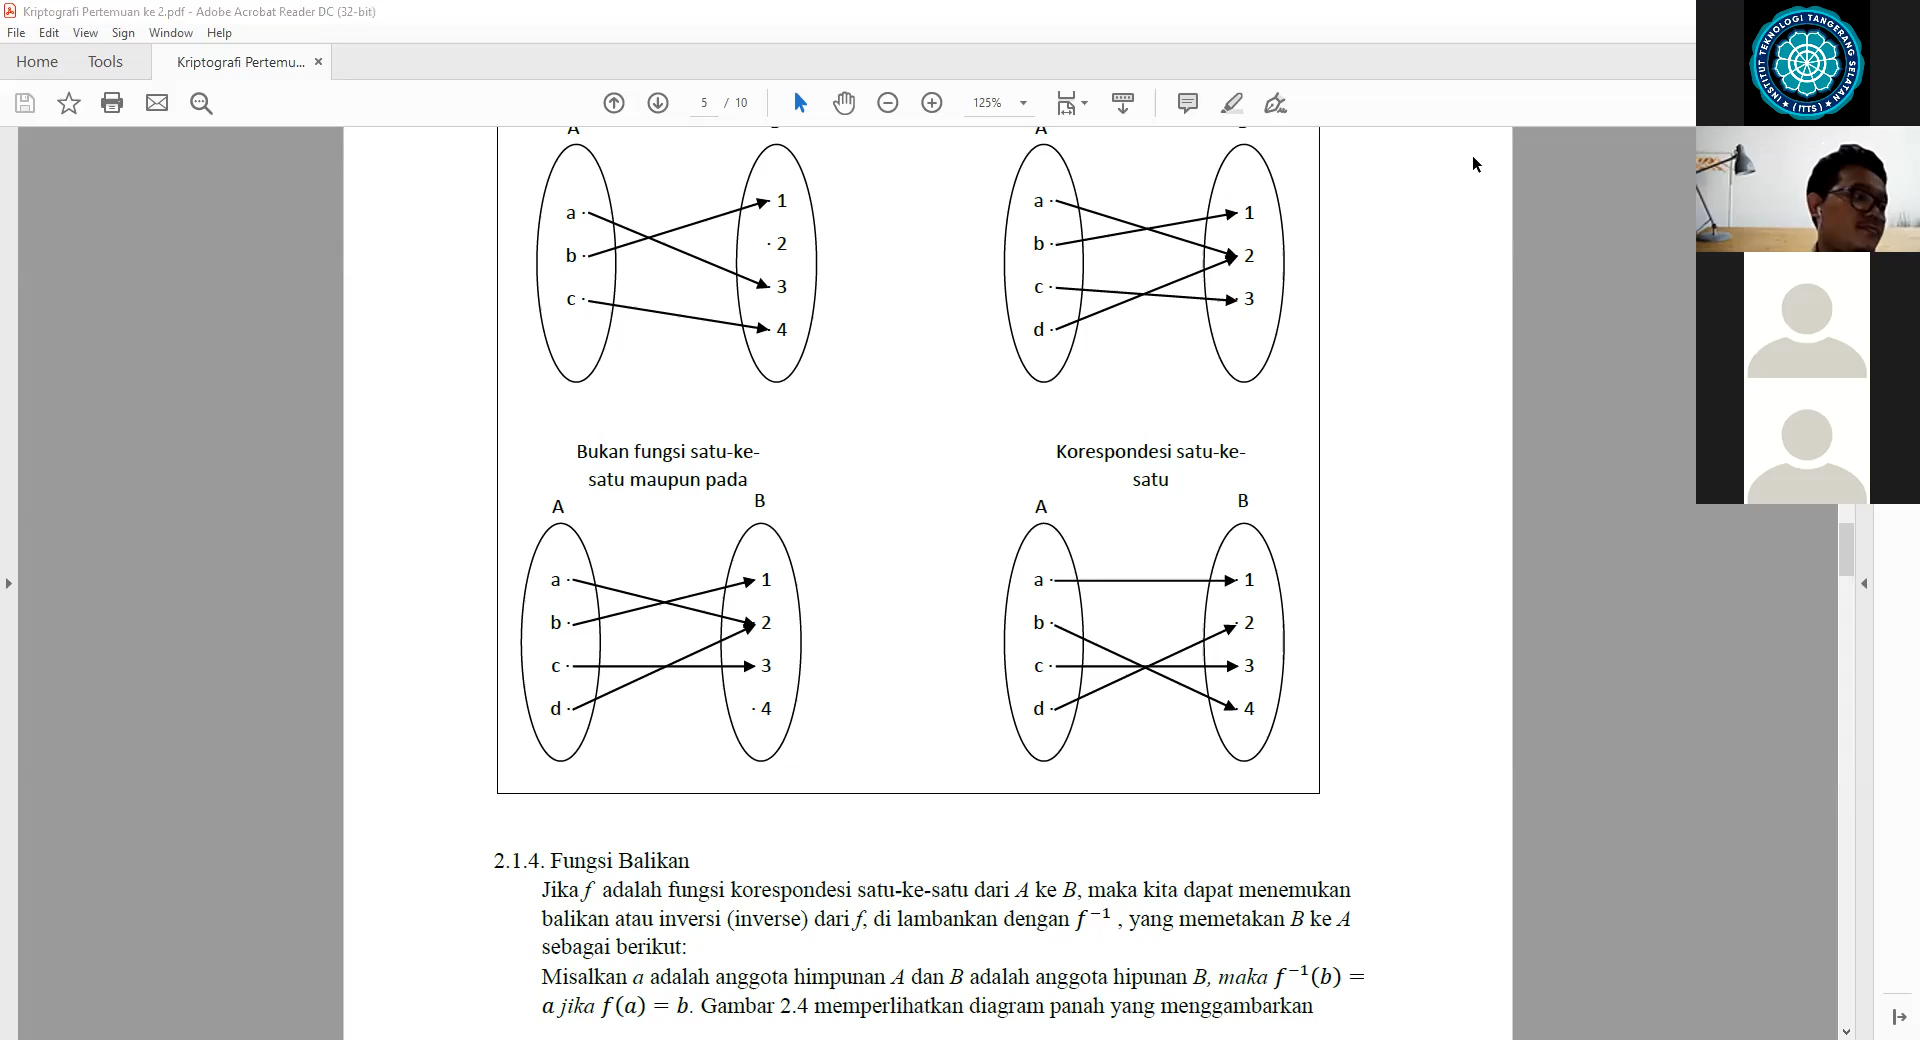 Kriptografi Pertemuan ke 2.pdf - Adobe Acrobat Reader DC (32-bit)
File Edit View Sign Window Help
Home Tools Kriptografi Pertemu... ×
5 / 10 125%
A A
a 1 a 1
b 2 b 2
c 3 c 3
4 d
Bukan fungsi satu-ke-
satu maupun pada
Korespondesi satu-ke-
satu
A B A B
a 1 a 1
b 2 b 2
c 3 c 3
d 4 d 4
2.1.4. Fungsi Balikan
Jika f adalah fungsi korespondesi satu-ke-satu dari A ke B, maka kita dapat menemukan
balikan atau inversi (inverse) dari f, di lambankan dengan f⁻¹ , yang memetakan B ke A
sebagai berikut:
Misalkan a adalah anggota himpunan A dan B adalah anggota hipunan B, maka f⁻¹(b) =
a jika f(a) = b. Gambar 2.4 memperlihatkan diagram panah yang menggambarkan
INSTITUT TEKNOLOGI TANGERANG SELATAN
(ITTS)